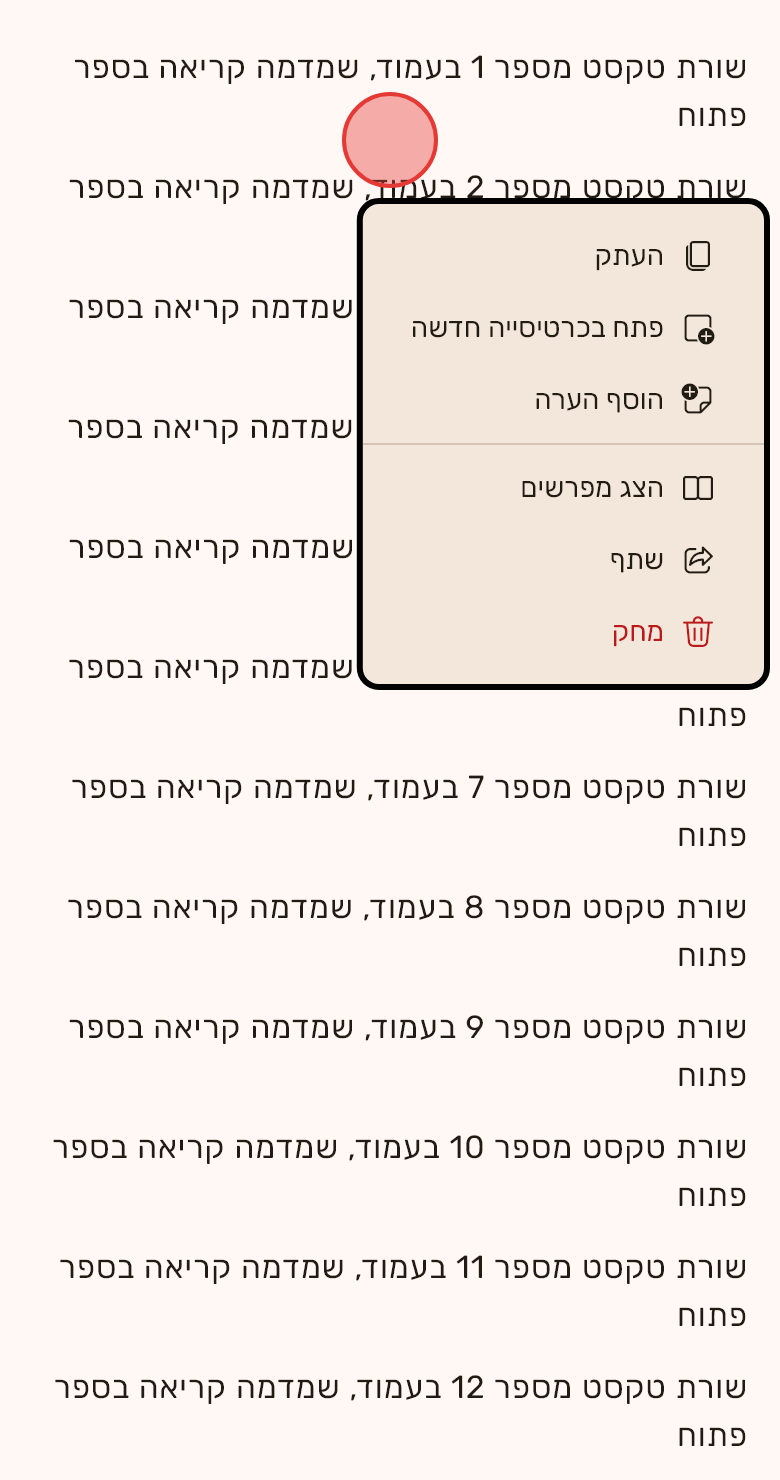 שורת טקסט מספר 1 בעמוד, שמדמה קריאה בספר
פתוח
שורת טקסט מספר 2 בעמוד, שמדמה קריאה בספר
העתק
פתח בכרטיסייה חדשה
שמדמה קריאה בספר
הוסף הערה
שמדמה קריאה בספר
הצג מפרשים
שמדמה קריאה בספר
שתף
מחק
שמדמה קריאה בספר
פתוח
שורת טקסט מספר 7 בעמוד, שמדמה קריאה בספר
פתוח
שורת טקסט מספר 8 בעמוד, שמדמה קריאה בספר
פתוח
שורת טקסט מספר 9 בעמוד, שמדמה קריאה בספר
פתוח
שורת טקסט מספר 10 בעמוד, שמדמה קריאה בספר
פתוח
שורת טקסט מספר 11 בעמוד, שמדמה קריאה בספר
פתוח
שורת טקסט מספר 12 בעמוד, שמדמה קריאה בספר
פתוח